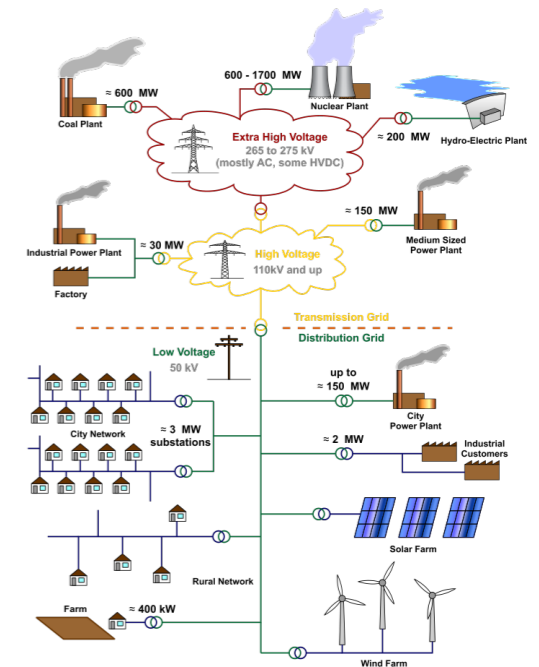 ≈ 600 MW
Coal Plant
600 - 1700 MW
Nuclear Plant
≈ 200 MW
Hydro-Electric Plant
Extra High Voltage
265 to 275 kV
(mostly AC, some HVDC)
Industrial Power Plant
≈ 30 MW
Factory
High Voltage
110kV and up
≈ 150 MW
Medium Sized
Power Plant
Transmission Grid
Distribution Grid
Low Voltage
50 kV
City Network
≈ 3 MW
substations
up to
≈ 150 MW
City
Power Plant
≈ 2 MW
Industrial
Customers
Solar Farm
Rural Network
Farm
≈ 400 kW
Wind Farm